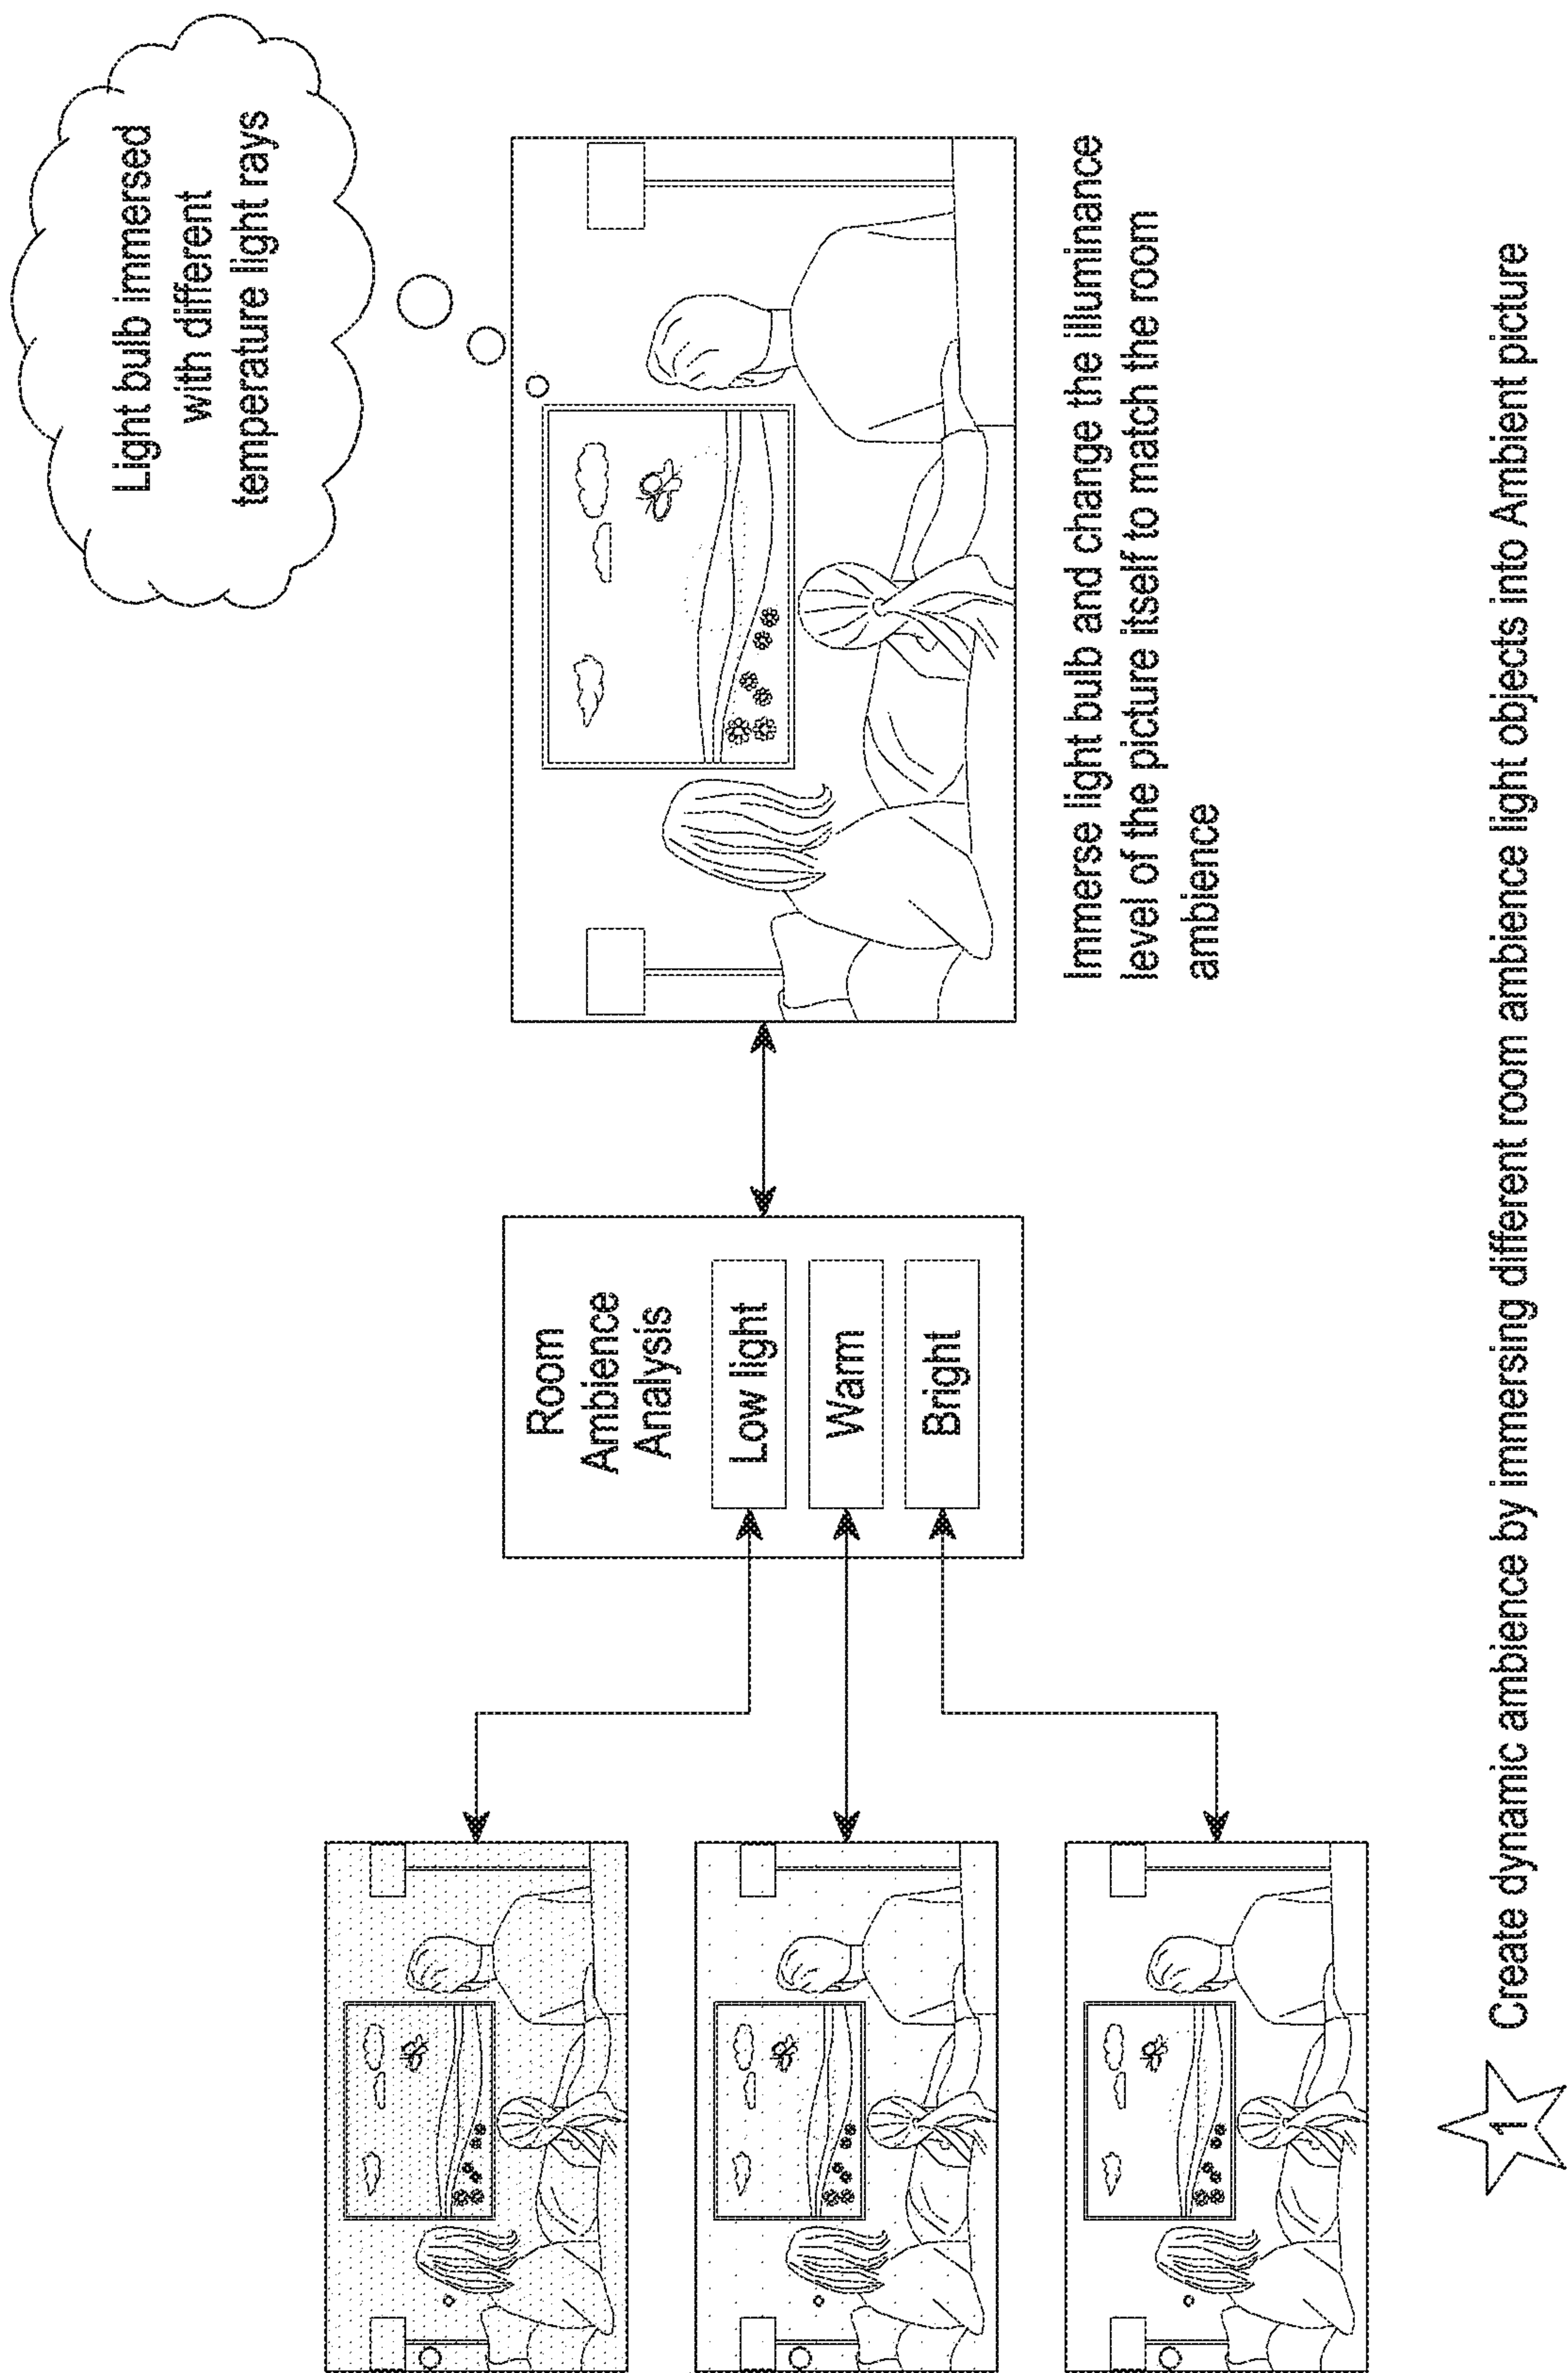 Light bulb immersed
with different
temperature light rays
Room
Ambience
Analysis
Low light
Warm
Bright
Immerse light bulb and change the illuminance
level of the picture itself to match the room
ambience
1
Create dynamic ambience by immersing different room ambience light objects into Ambient picture